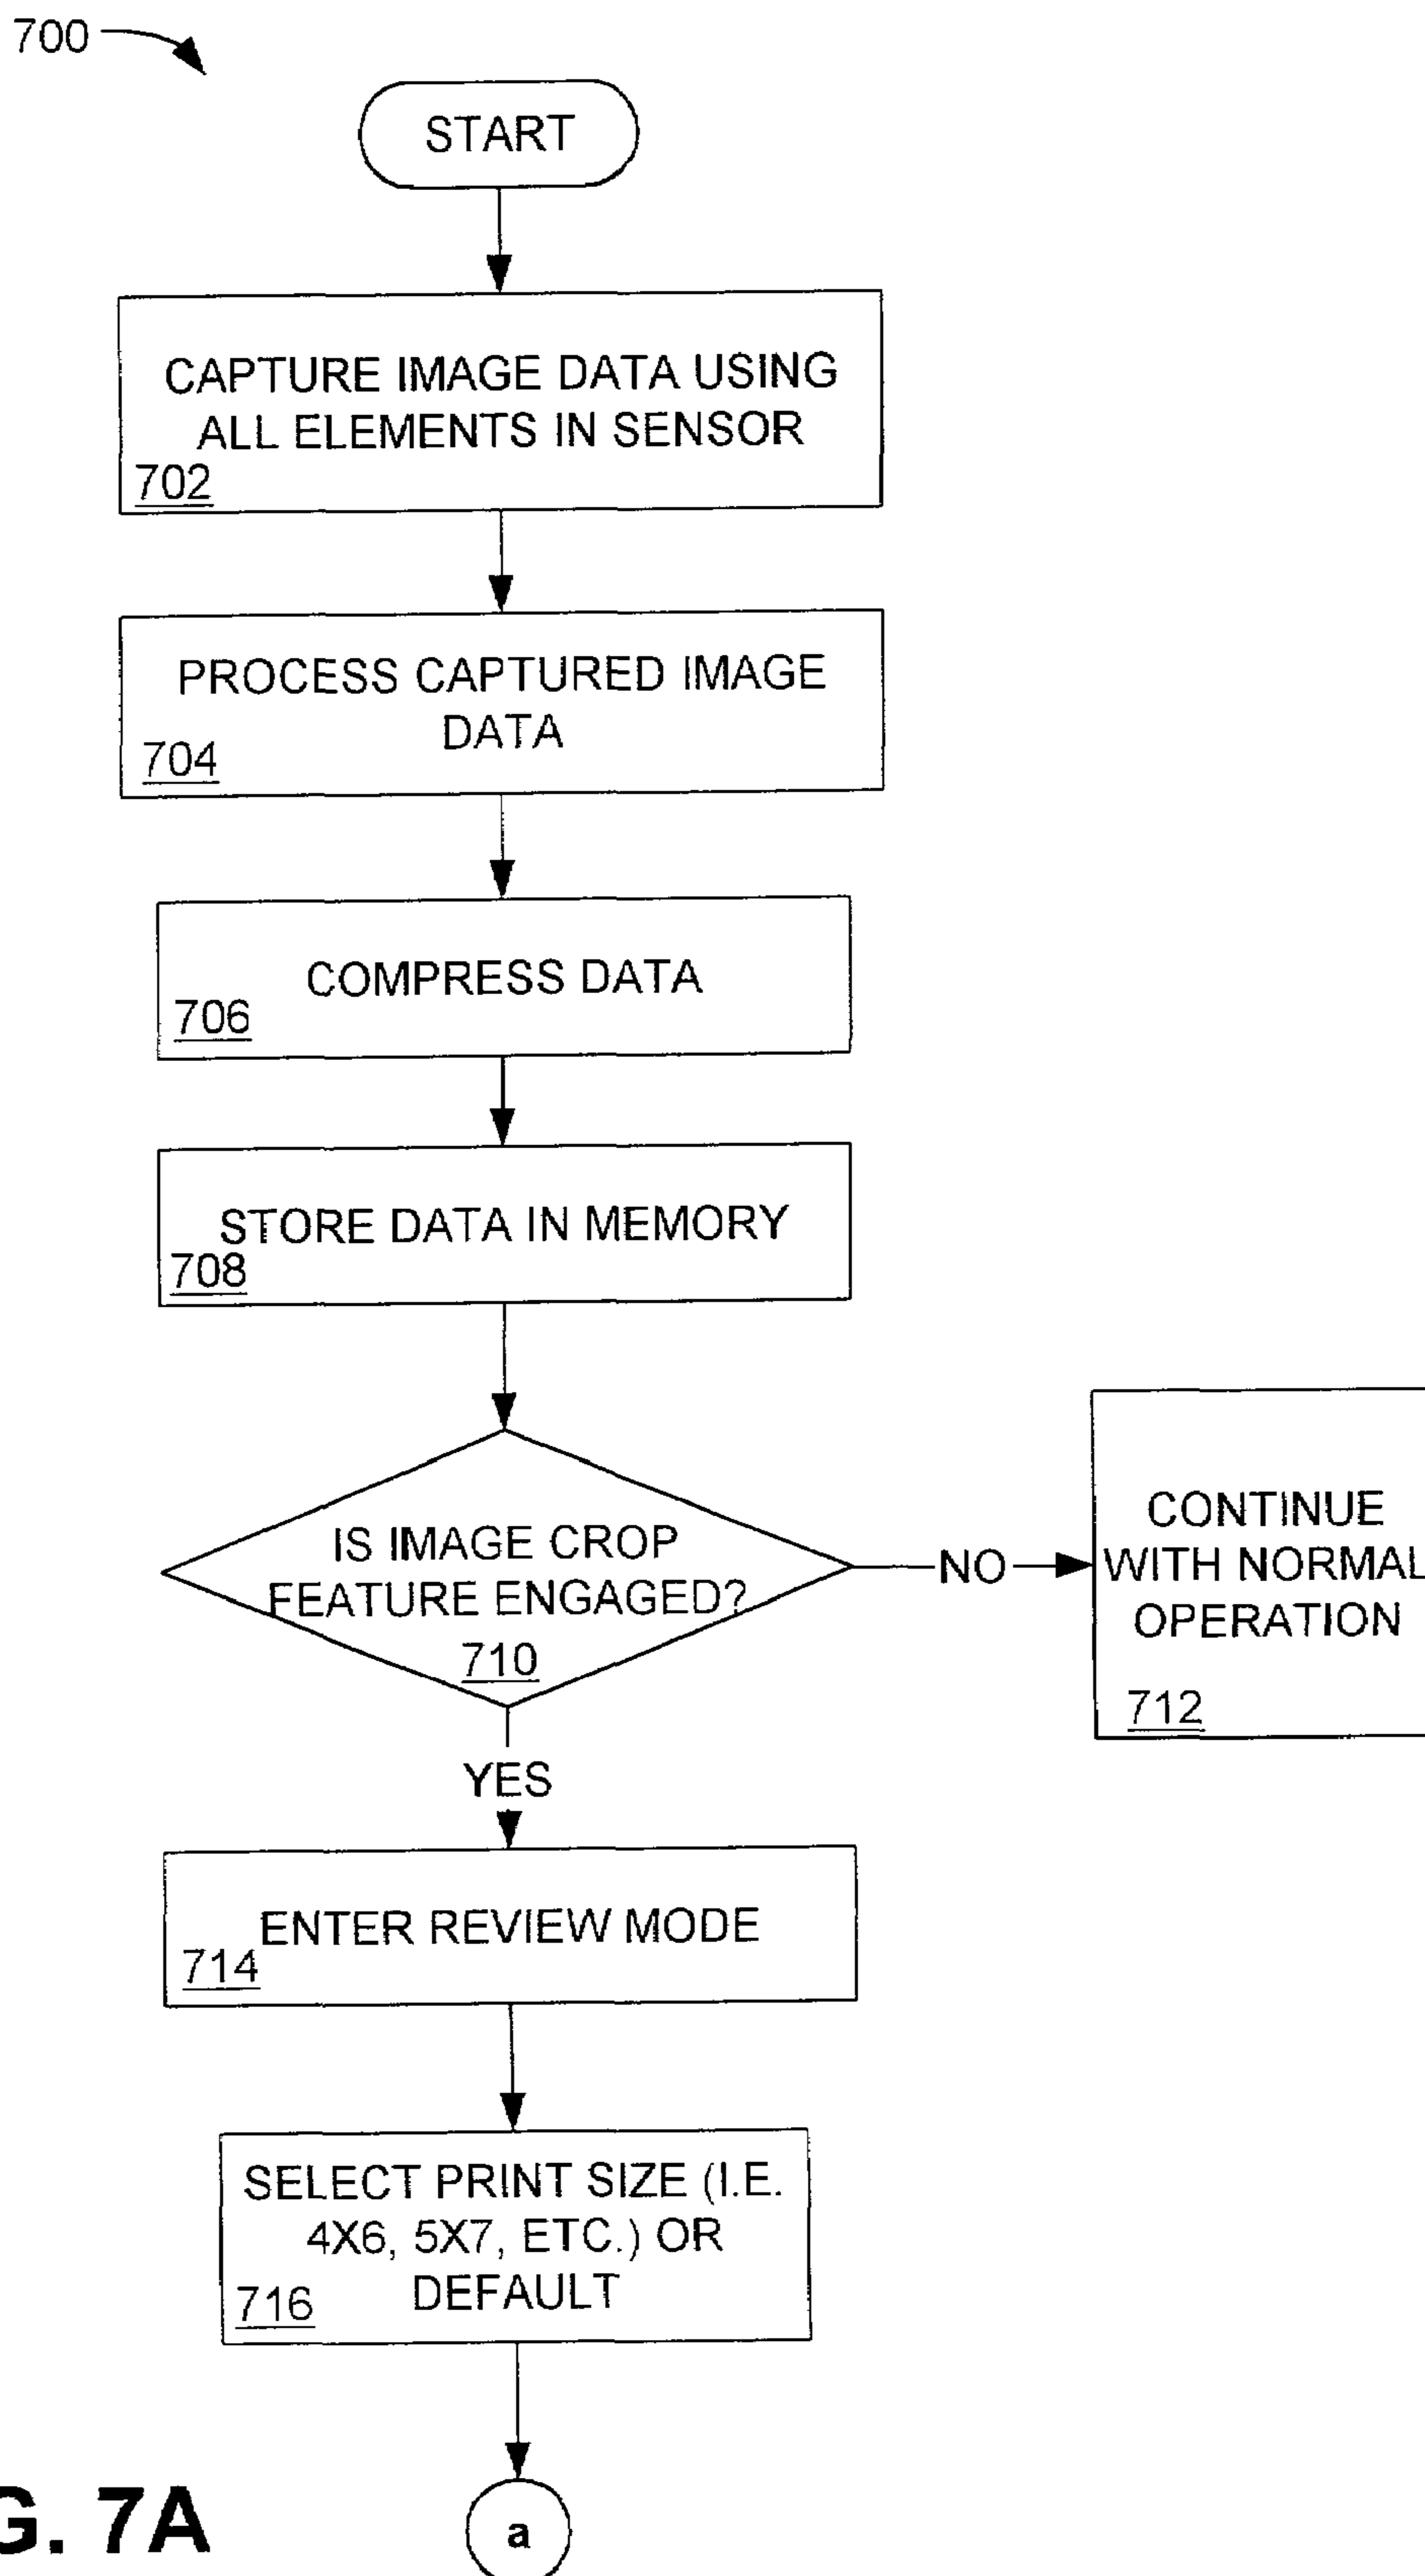 700
START
CAPTURE IMAGE DATA USING
ALL ELEMENTS IN SENSOR
702
PROCESS CAPTURED IMAGE
DATA
704
COMPRESS DATA
706
STORE DATA IN MEMORY
708
IS IMAGE CROP
FEATURE ENGAGED?
710
NO
CONTINUE
WITH NORMAL
OPERATION
712
YES
ENTER REVIEW MODE
714
SELECT PRINT SIZE (I.E.
4X6, 5X7, ETC.) OR
DEFAULT
716
G. 7A
a